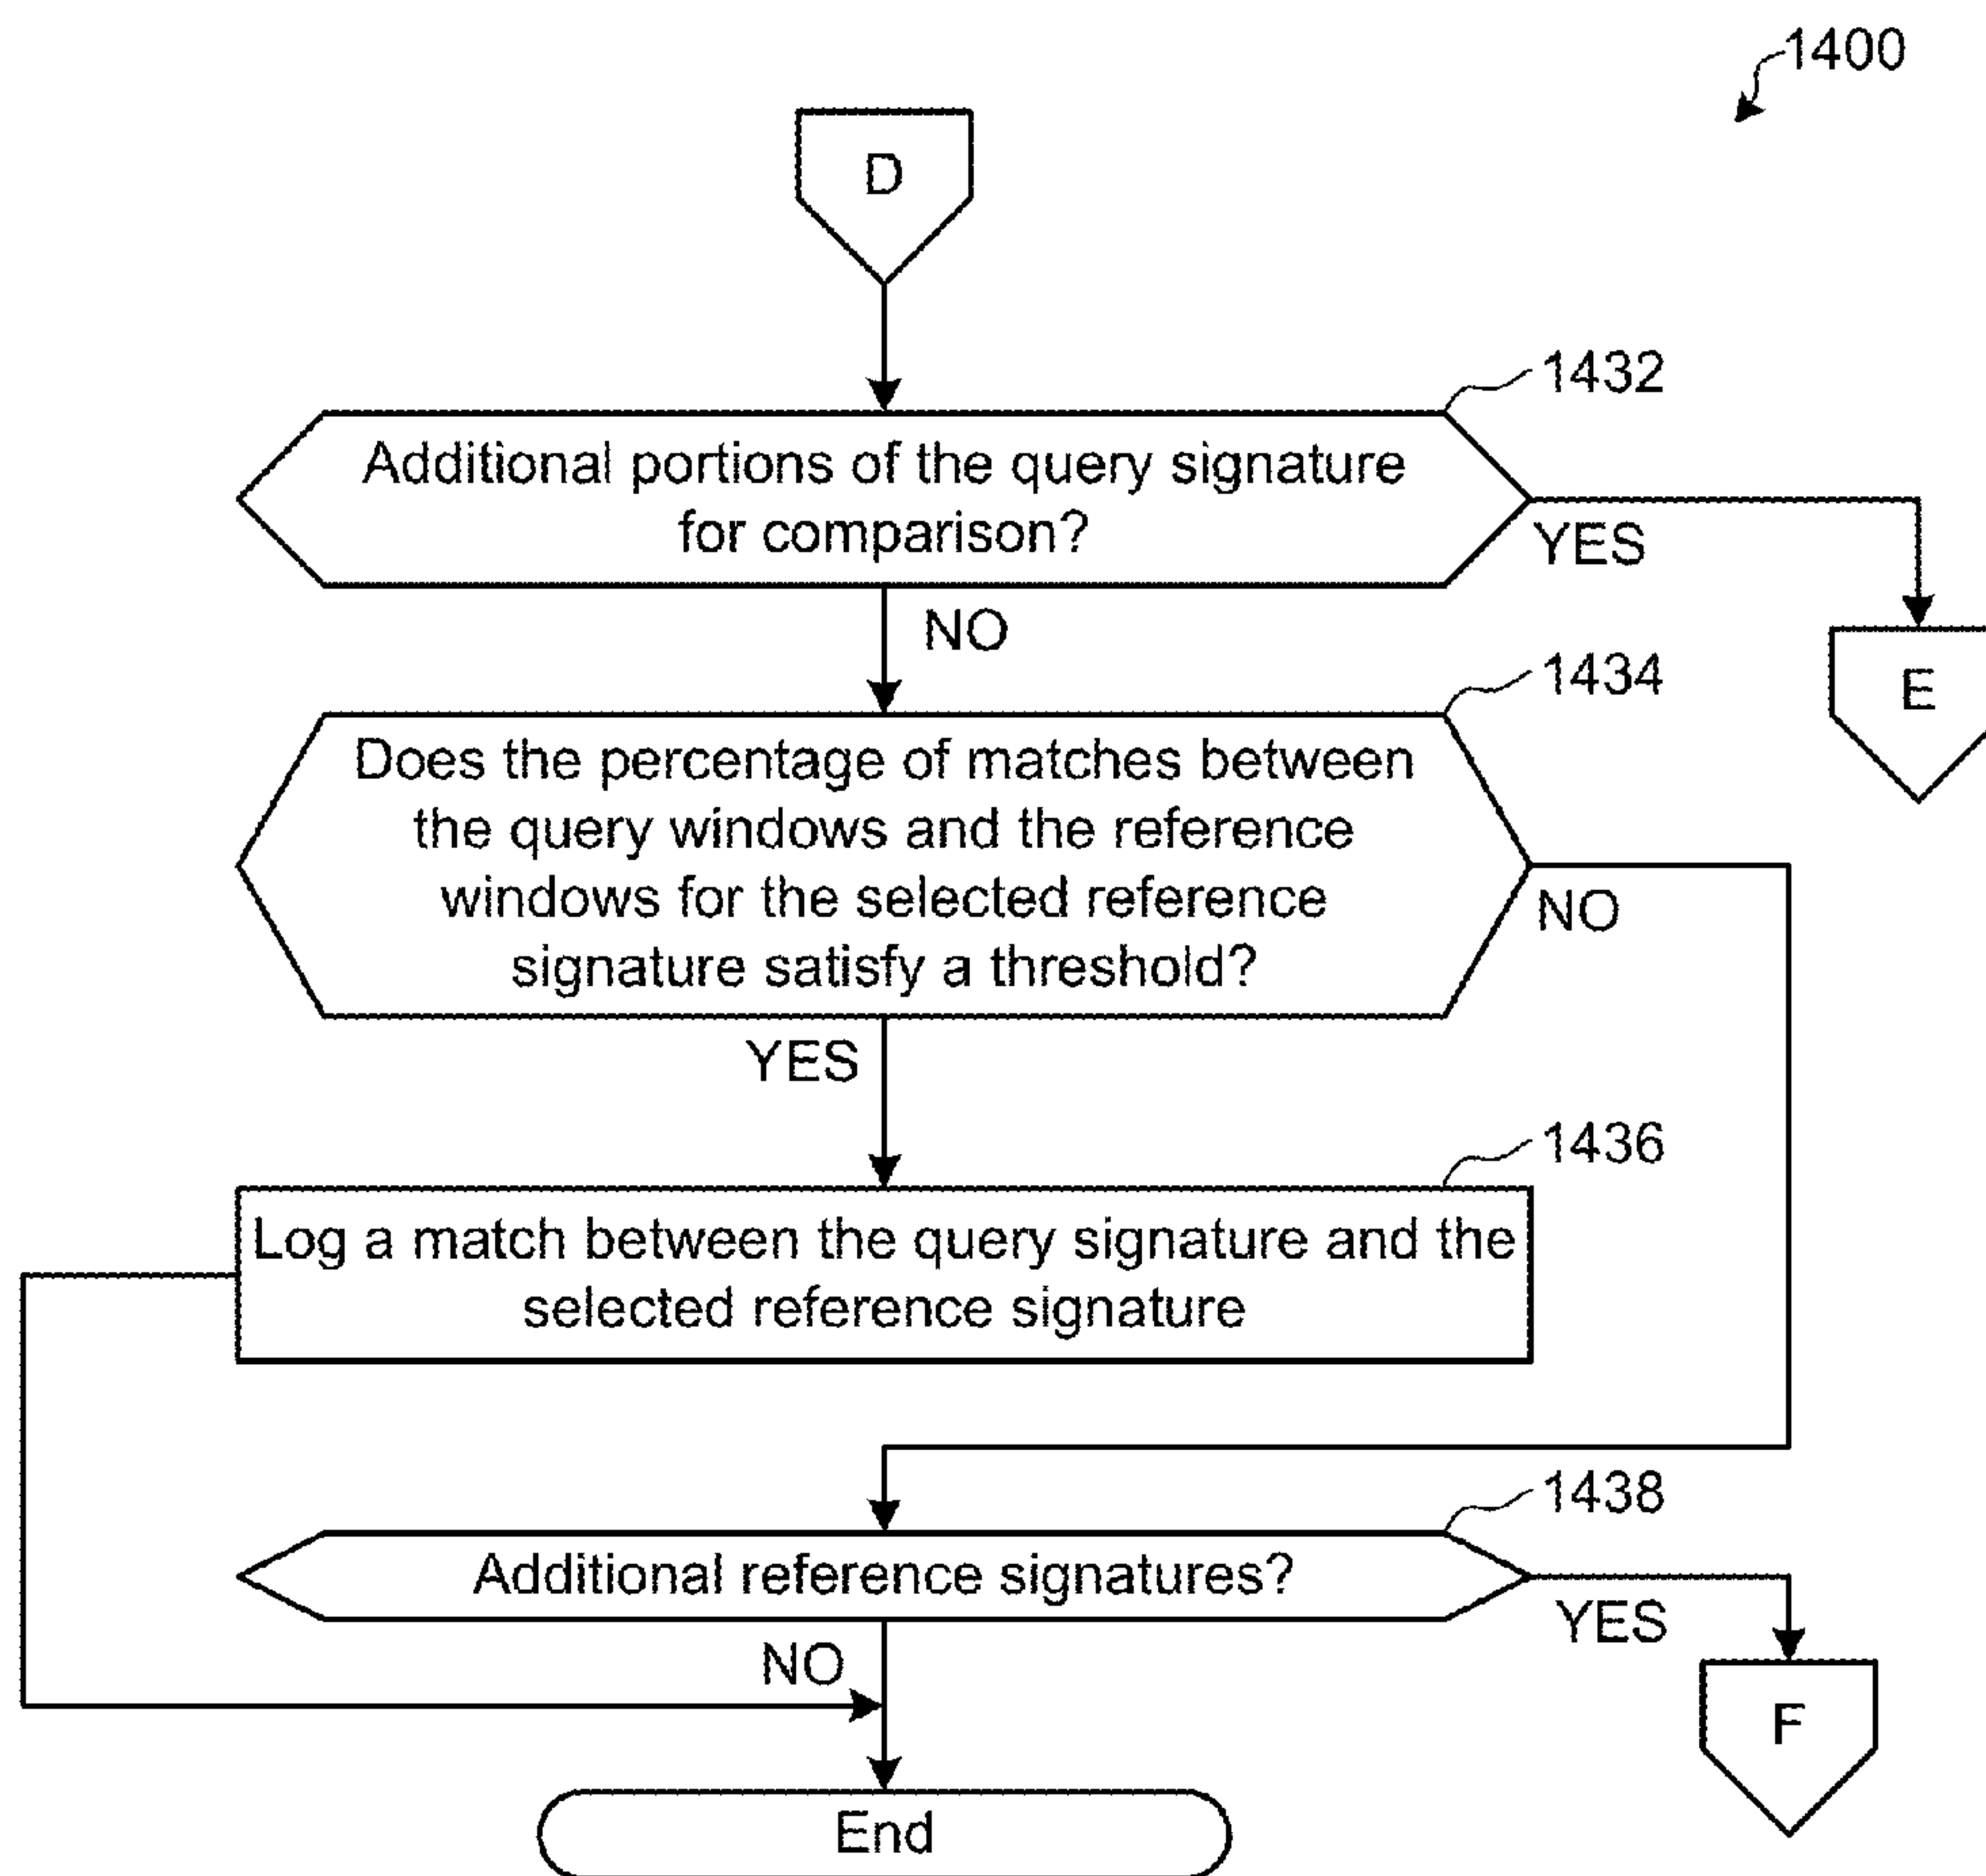 1400
D
1432
Additional portions of the query signature
for comparison?
YES
NO
E
1434
Does the percentage of matches between
the query windows and the reference
windows for the selected reference
signature satisfy a threshold?
NO
YES
1436
Log a match between the query signature and the
selected reference signature
1438
Additional reference signatures?
YES
NO
F
End